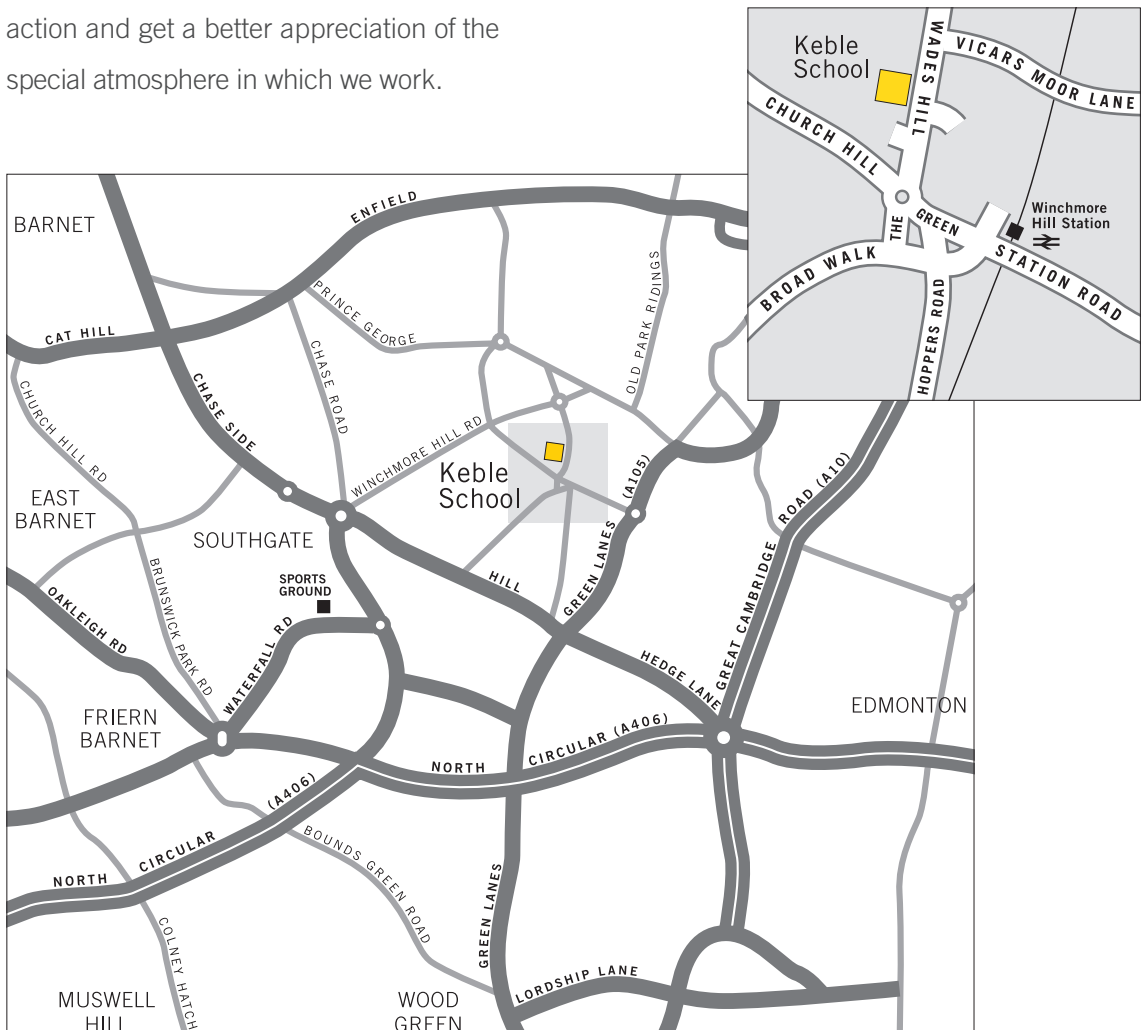 action and get a better appreciation of the
special atmosphere in which we work.
Keble
School
WADES HILL
VICARS MOOR LANE
CHURCH HILL
THE
GREEN
Winchmore
Hill Station
BROAD WALK
STATION ROAD
HOPPERS ROAD
BARNET
ENFIELD
CAT HILL
PRINCE GEORGE
OLD PARK RIDINGS
CHASE ROAD
CHURCH HILL RD
CHASE SIDE
WINCHMORE HILL RD
Keble
School
(A105)
GREEN LANES
GREAT CAMBRIDGE ROAD (A10)
EAST
BARNET
SOUTHGATE
SPORTS
GROUND
HILL
OAKLEIGH RD
BRUNSWICK PARK RD
WATERFALL RD
HEDGE LANE
EDMONTON
FRIERN
BARNET
NORTH CIRCULAR (A406)
NORTH CIRCULAR (A406)
BOUNDS GREEN ROAD
GREEN LANES
COLNEY HATCH
LORDSHIP LANE
MUSWELL
HILL
WOOD
GREEN